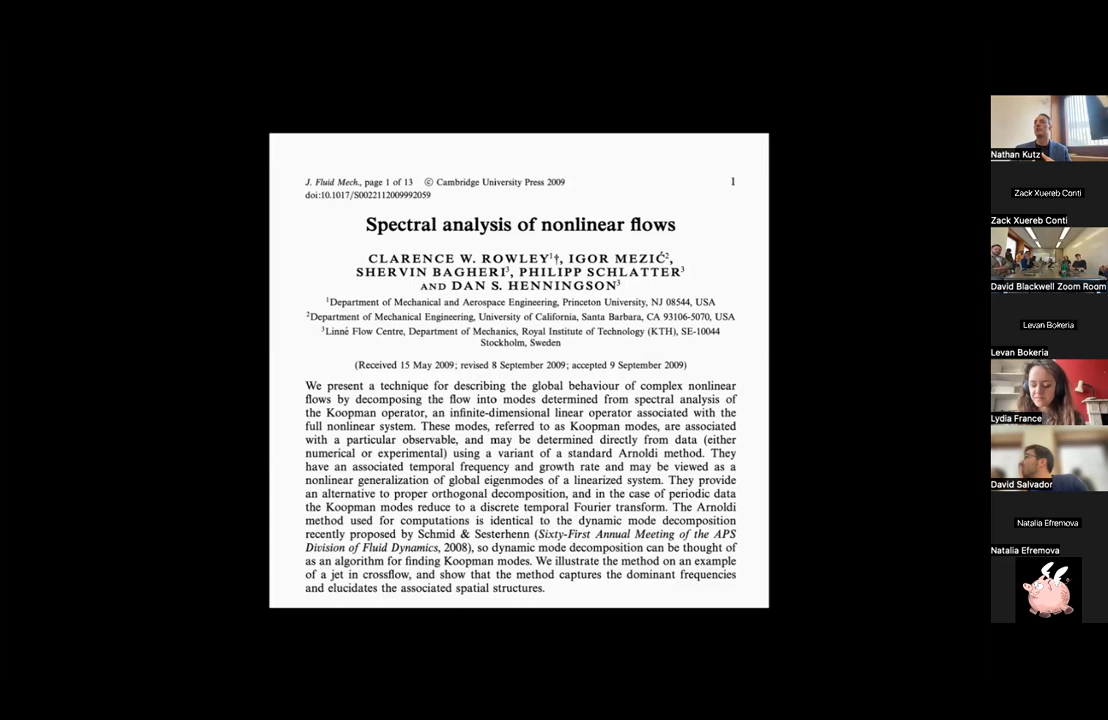 J. Fluid Mech., page 1 of 13 © Cambridge University Press 2009 1
doi:10.1017/S0022112009992059
Spectral analysis of nonlinear flows
CLARENCE W. ROWLEY¹†, IGOR MEZIĆ²,
SHERVIN BAGHERI³, PHILIPP SCHLATTER³
AND DAN S. HENNINGSON³
¹Department of Mechanical and Aerospace Engineering, Princeton University, NJ 08544, USA
²Department of Mechanical Engineering, University of California, Santa Barbara, CA 93106-5070, USA
³Linné Flow Centre, Department of Mechanics, Royal Institute of Technology (KTH), SE-10044
Stockholm, Sweden
(Received 15 May 2009; revised 8 September 2009; accepted 9 September 2009)
We present a technique for describing the global behaviour of complex nonlinear
flows by decomposing the flow into modes determined from spectral analysis of
the Koopman operator, an infinite-dimensional linear operator associated with the
full nonlinear system. These modes, referred to as Koopman modes, are associated
with a particular observable, and may be determined directly from data (either
numerical or experimental) using a variant of a standard Arnoldi method. They
have an associated temporal frequency and growth rate and may be viewed as a
nonlinear generalization of global eigenmodes of a linearized system. They provide
an alternative to proper orthogonal decomposition, and in the case of periodic data
the Koopman modes reduce to a discrete temporal Fourier transform. The Arnoldi
method used for computations is identical to the dynamic mode decomposition
recently proposed by Schmid & Sesterhenn (Sixty-First Annual Meeting of the APS
Division of Fluid Dynamics, 2008), so dynamic mode decomposition can be thought of
as an algorithm for finding Koopman modes. We illustrate the method on an example
of a jet in crossflow, and show that the method captures the dominant frequencies
and elucidates the associated spatial structures.
Nathan Kutz
Zack Xuereb Conti
Zack Xuereb Conti
David Blackwell Zoom Room
Levan Bokeria
Levan Bokeria
Lydia France
David Salvador
Natalia Efremova
Natalia Efremova